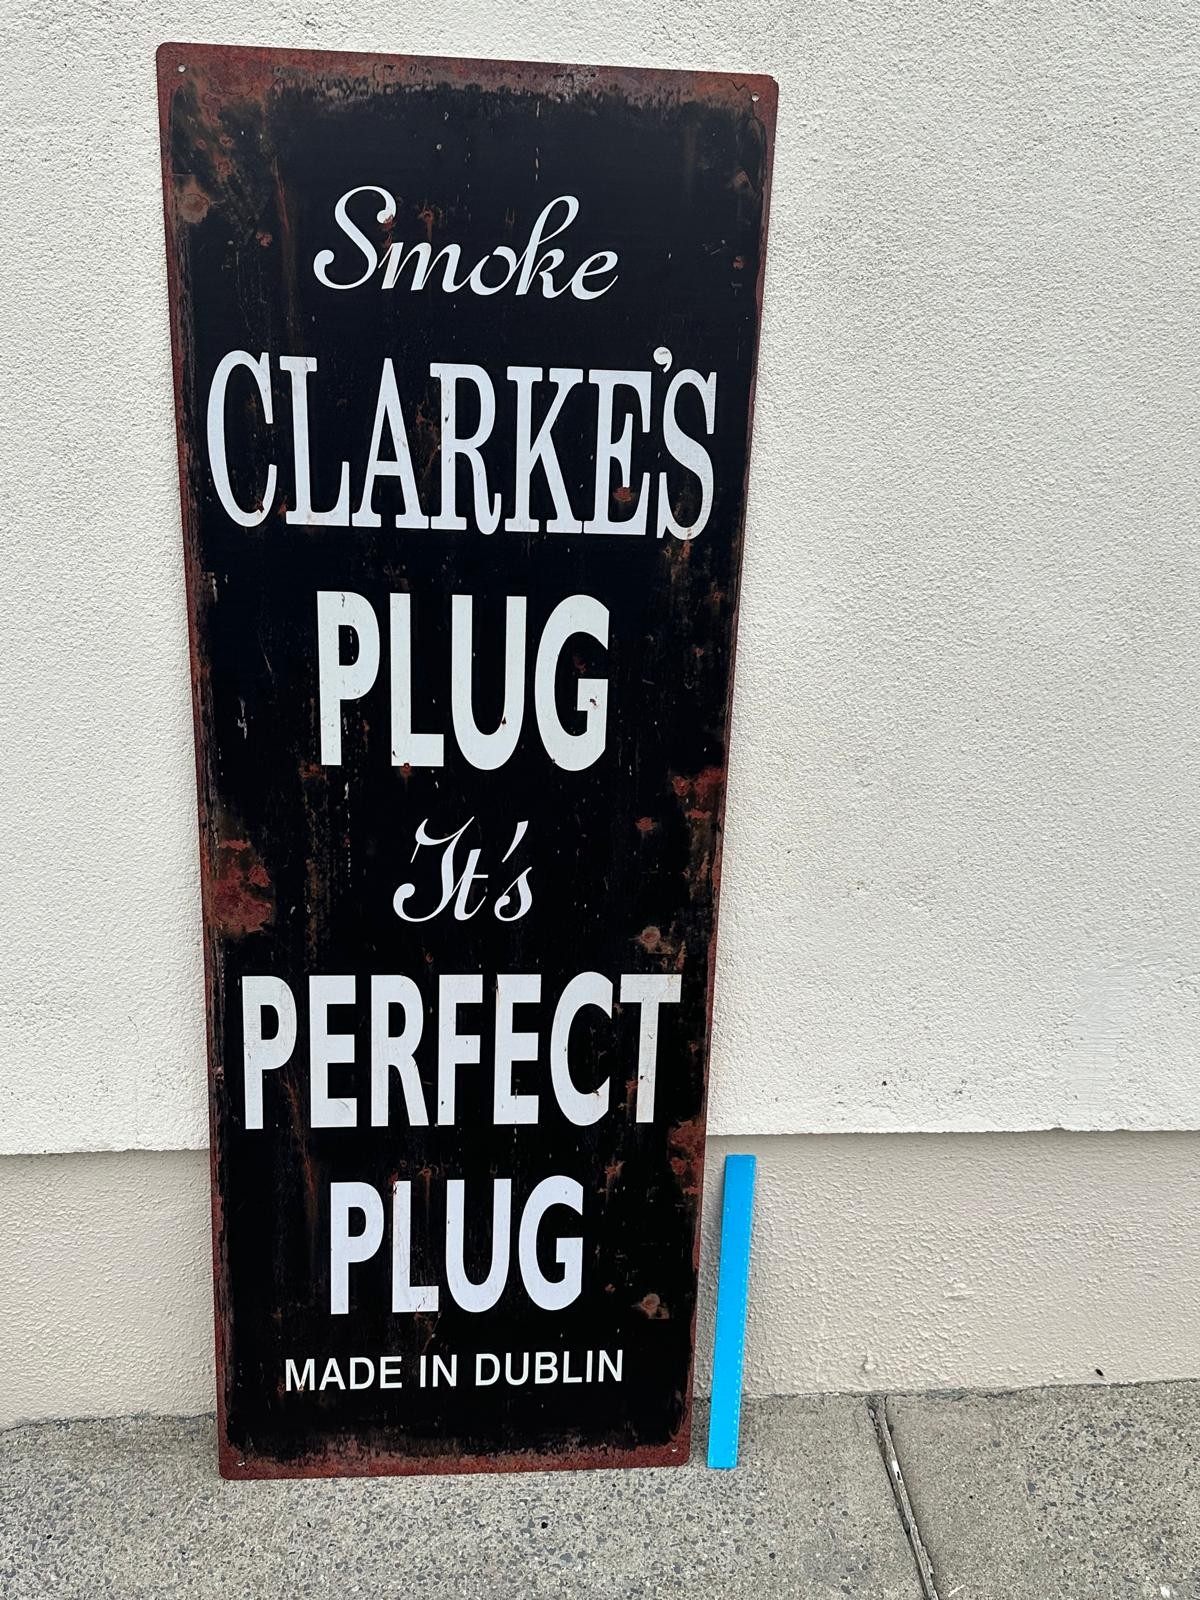 Smoke
CLARKE'S
PLUG
It's
PERFECT
PLUG
MADE IN DUBLIN